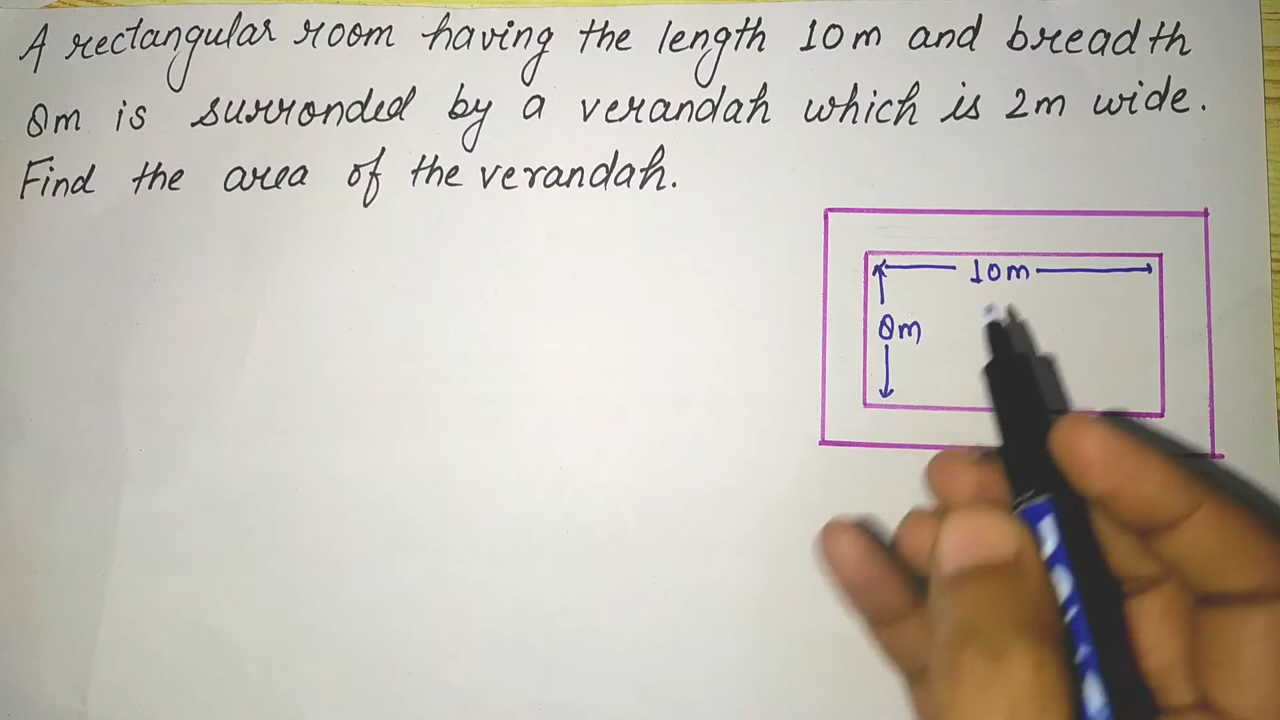 A rectangular room having the length 10m and breadth
8m is surronded by a verandah which is 2m wide.
Find the area of the verandah.
10m
8m